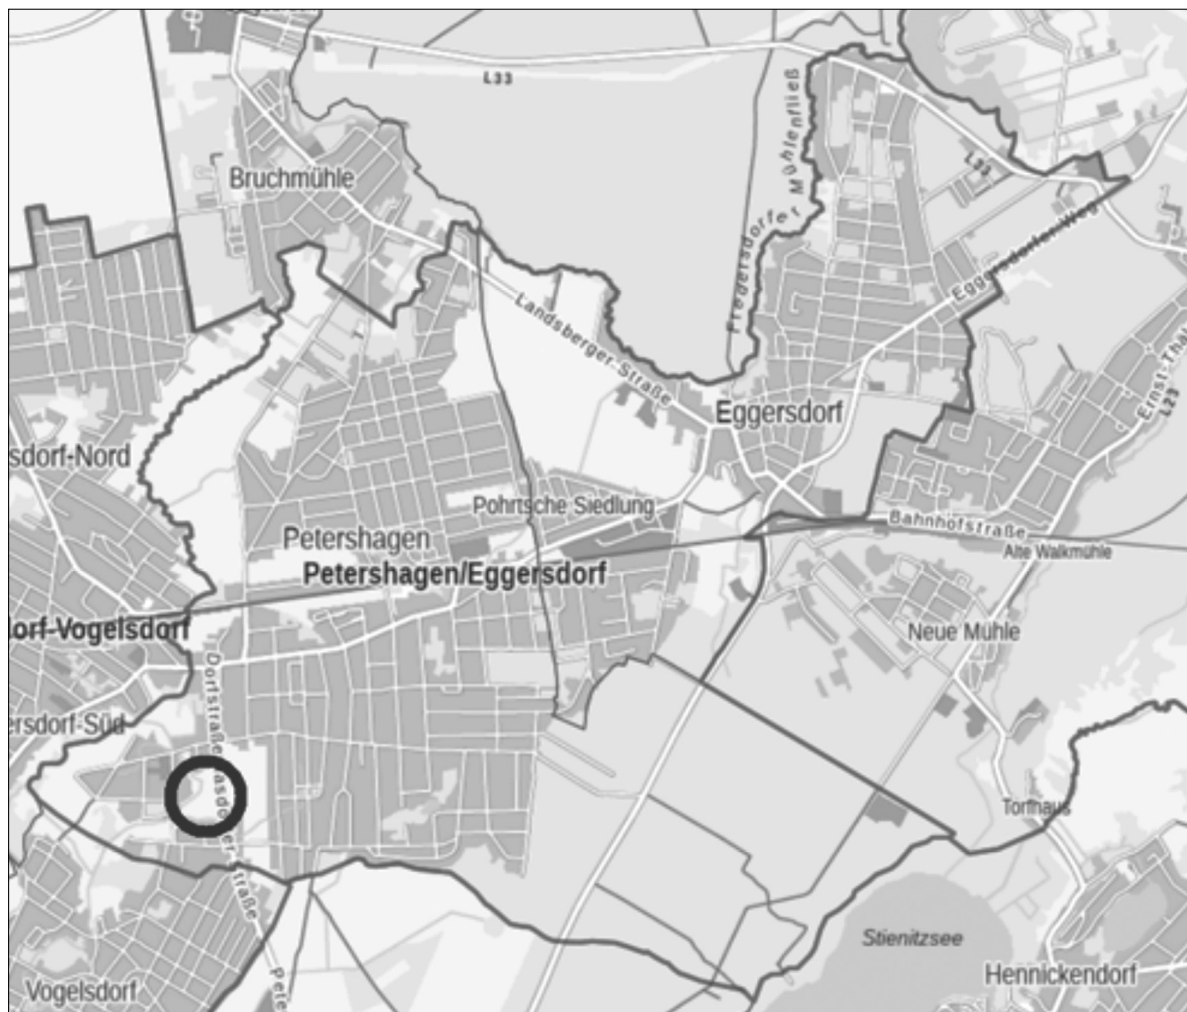 L33
Bruchmühle
Fredersdorfer Mühlenfließ
L33
Eggersdorfer Weg
Landsberger-Straße
Ernst-Thäl
L23
Eggersdorf
sdorf-Nord
Pohrtsche Siedlung
Bahnhofstraße
Petershagen
Alte Walkmühle
Petershagen/Eggersdorf
dorf-Vogelsdorf
Neue Mühle
Dorfstraße
ersdorf-Süd
Torfhaus
Stienitzsee
Hennickendorf
Vogelsdorf
Pete